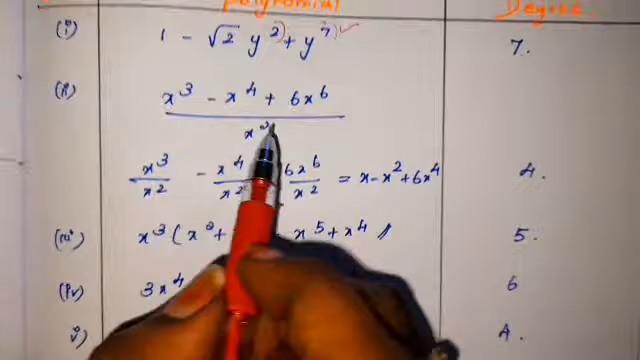 polynomial Degree.
(i) 1 - √2 y² + y⁷ ✓ 7.
(ii) x³ - x⁴ + 6x⁶
x²
x³/x² - x⁴/x² 6x⁶/x² = x - x² + 6x⁴ 4.
(iii) x³ (x² + x⁵ + x⁴ 5.
(iv) 3x⁴ 6
v) 4.